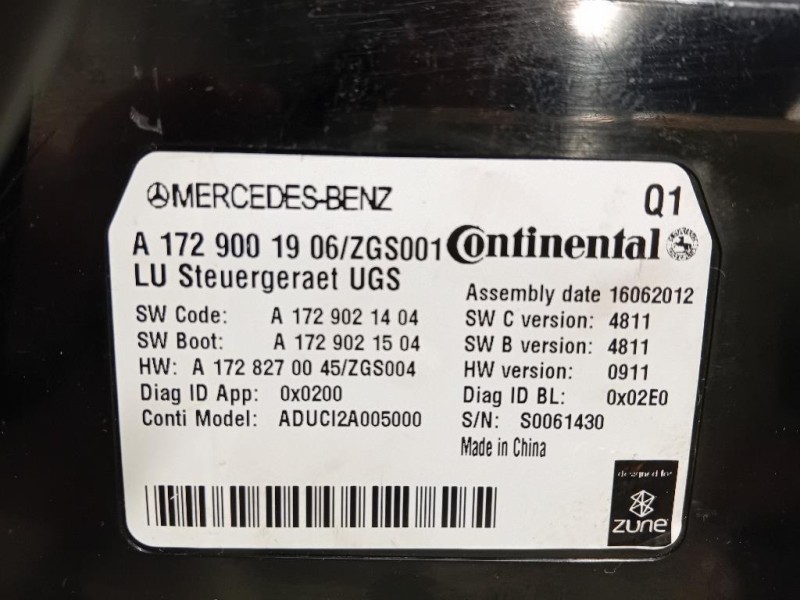 MERCEDES-BENZ
Q1
A 172 900 19 06/ZGS001
Continental
LU Steuergeraet UGS
Assembly date 16062012
SW Code: A 172 902 14 04
SW C version: 4811
SW Boot: A 172 902 15 04
SW B version: 4811
HW: A 172 827 00 45/ZGS004
HW version: 0911
Diag ID App: 0x0200
Diag ID BL: 0x02E0
Conti Model: ADUCI2A005000
S/N: S0061430
Made in China
designed for
zune